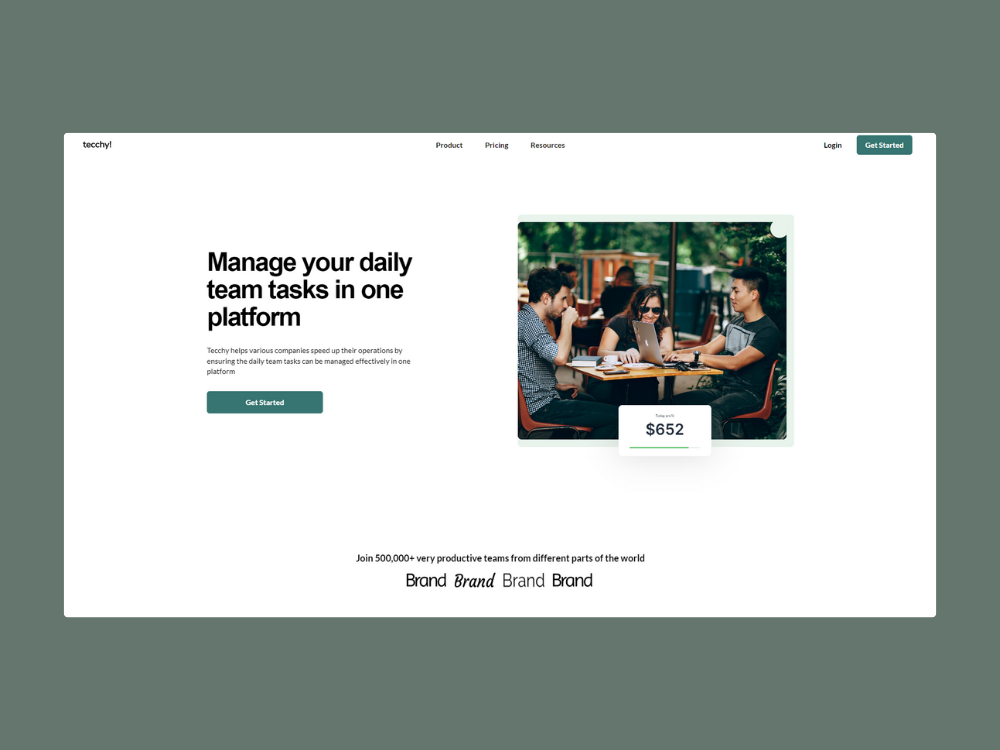 tecchy!
Product Pricing Resources
Login Get Started
Manage your daily
team tasks in one
platform
Tecchy helps various companies speed up their operations by
ensuring the daily team tasks can be managed effectively in one
platform
Get Started
$652
Join 500,000+ very productive teams from different parts of the world
Brand Brand Brand Brand